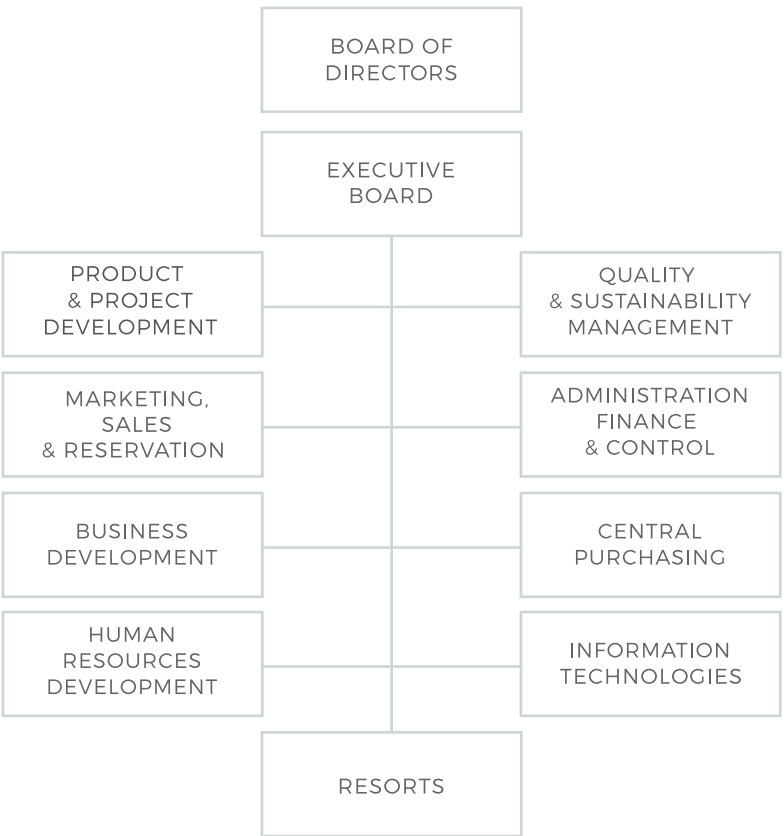 BOARD OF
DIRECTORS
EXECUTIVE
BOARD
PRODUCT
& PROJECT
DEVELOPMENT
QUALITY
& SUSTAINABILITY
MANAGEMENT
MARKETING,
SALES
& RESERVATION
ADMINISTRATION
FINANCE
& CONTROL
BUSINESS
DEVELOPMENT
CENTRAL
PURCHASING
HUMAN
RESOURCES
DEVELOPMENT
INFORMATION
TECHNOLOGIES
RESORTS